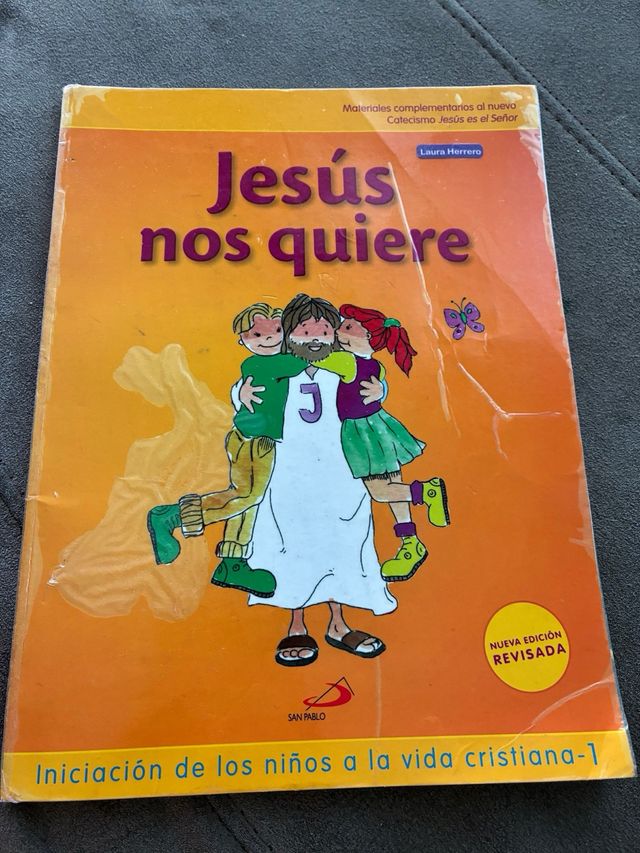 Materiales complementarios al nuevo
Catecismo Jesús es el Señor
Laura Herrero
Jesús
nos quiere
J
NUEVA EDICIÓN
REVISADA
SAN PABLO
Iniciación de los niños a la vida cristiana-1